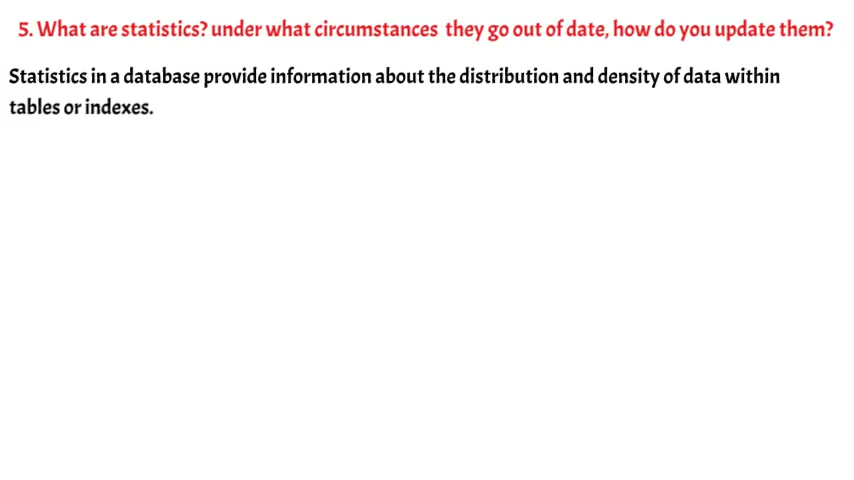 5. What are statistics? under what circumstances they go out of date, how do you update them?
Statistics in a database provide information about the distribution and density of data within
tables or indexes.